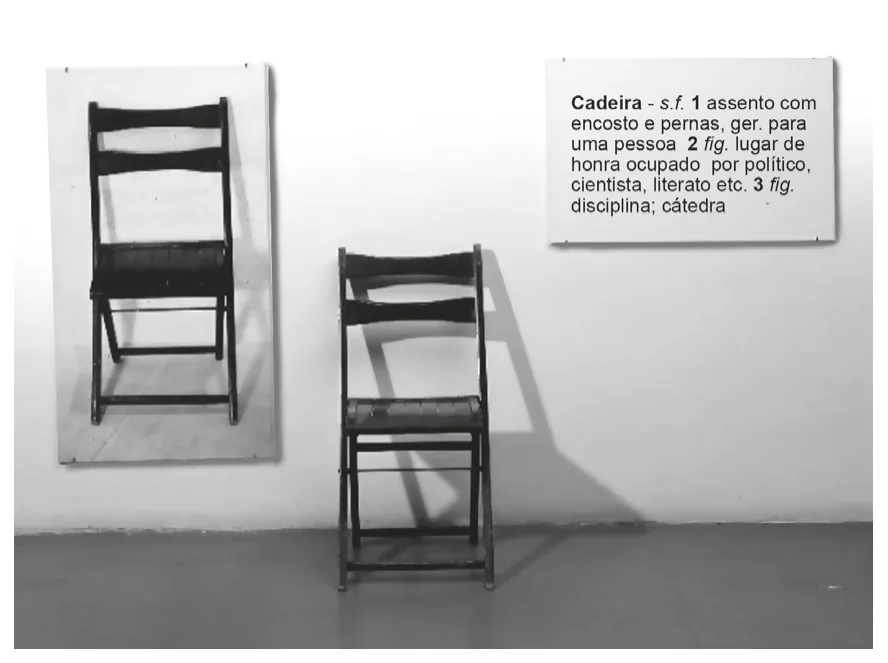 Cadeira - s.f. 1 assento com
encosto e pernas, ger. para
uma pessoa 2 fig. lugar de
honra ocupado por político,
cientista, literato etc. 3 fig.
disciplina; cátedra